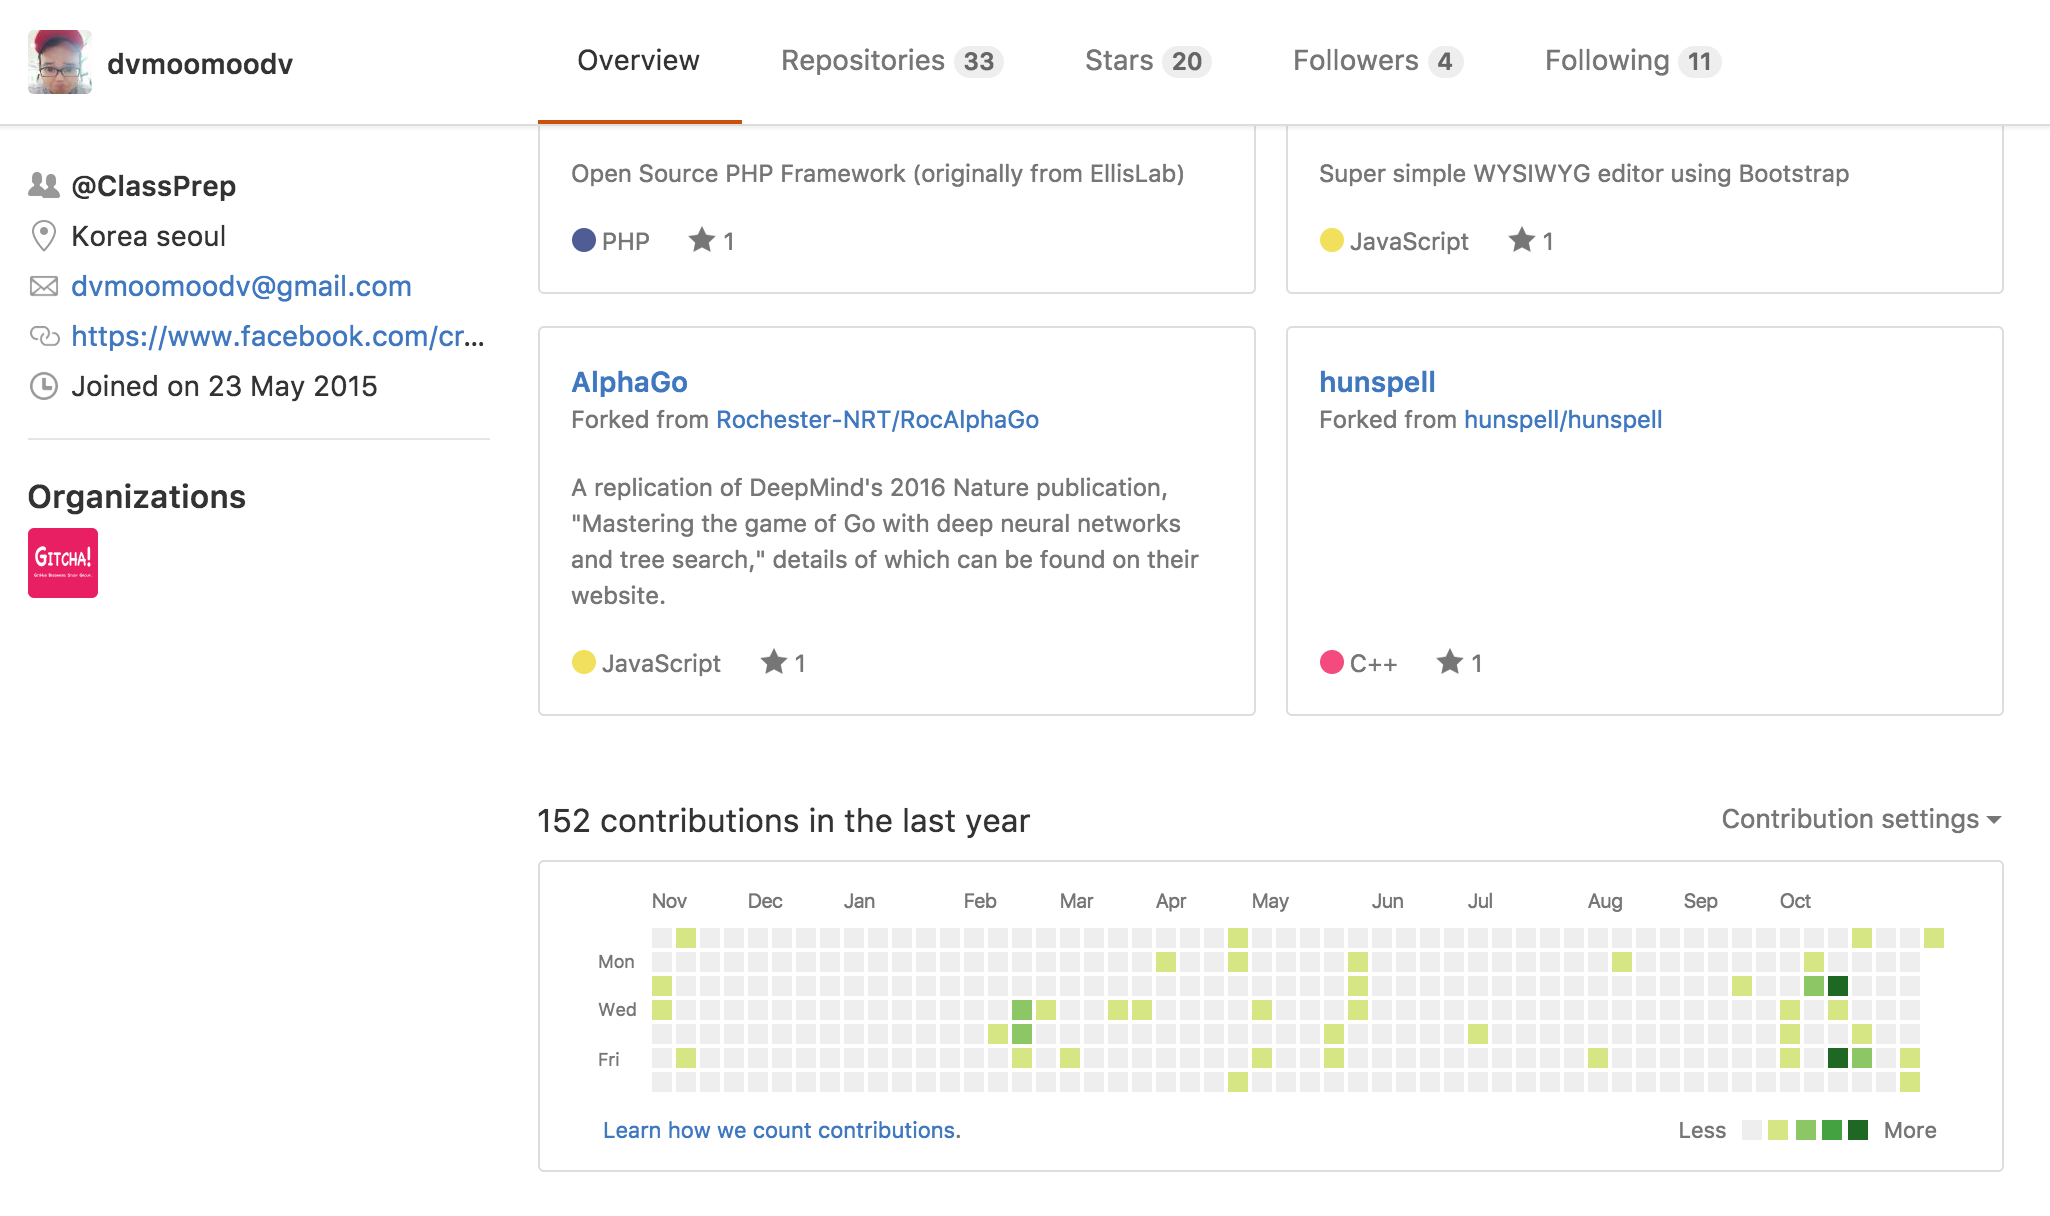 dvmoomoodv
Overview
Repositories 33
Stars 20
Followers 4
Following 11
@ClassPrep
Korea seoul
dvmoomoodv@gmail.com
https://www.facebook.com/cr...
Joined on 23 May 2015
Organizations
GITCHA!
Open Source PHP Framework (originally from EllisLab)
PHP 1
Super simple WYSIWYG editor using Bootstrap
JavaScript 1
AlphaGo
Forked from Rochester-NRT/RocAlphaGo
A replication of DeepMind's 2016 Nature publication,
"Mastering the game of Go with deep neural networks
and tree search," details of which can be found on their
website.
JavaScript 1
hunspell
Forked from hunspell/hunspell
C++ 1
152 contributions in the last year
Contribution settings
Nov Dec Jan Feb Mar Apr May Jun Jul Aug Sep Oct
Mon
Wed
Fri
Learn how we count contributions.
Less More